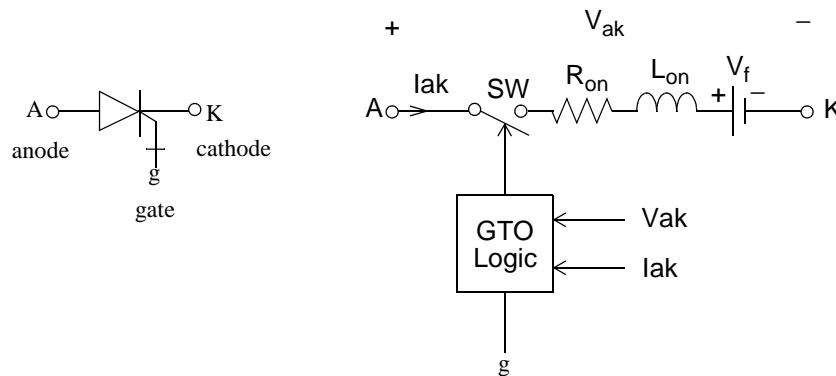 A
K
anode
cathode
g
gate
+
V_ak
–
Iak
SW
R_on
L_on
V_f
+
–
A
K
GTO
Logic
Vak
Iak
g